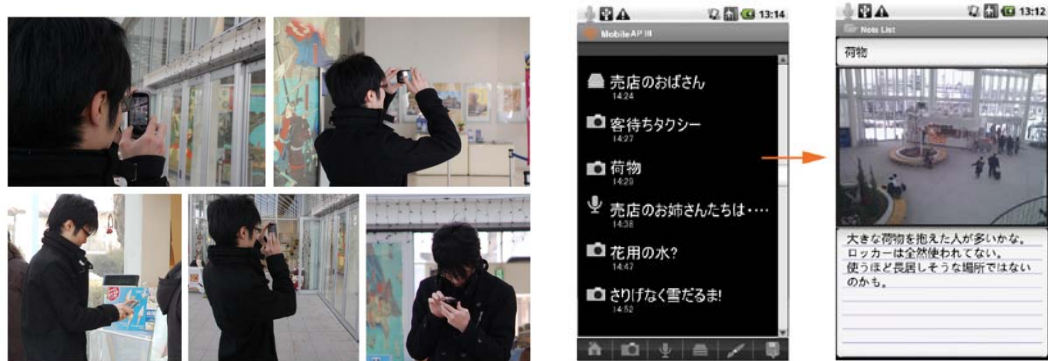 13:14
MobileAP III
売店のおばさん
14:24
客待ちタクシー
14:27
荷物
14:29
売店のお姉さんたちは・・・・
14:38
花用の水?
14:47
さりげなく雪だるま!
14:52
13:12
Note List
荷物
大きな荷物を抱えた人が多いかな。
ロッカーは全然使われてない。
使うほど長居しそうな場所ではない
のかも。